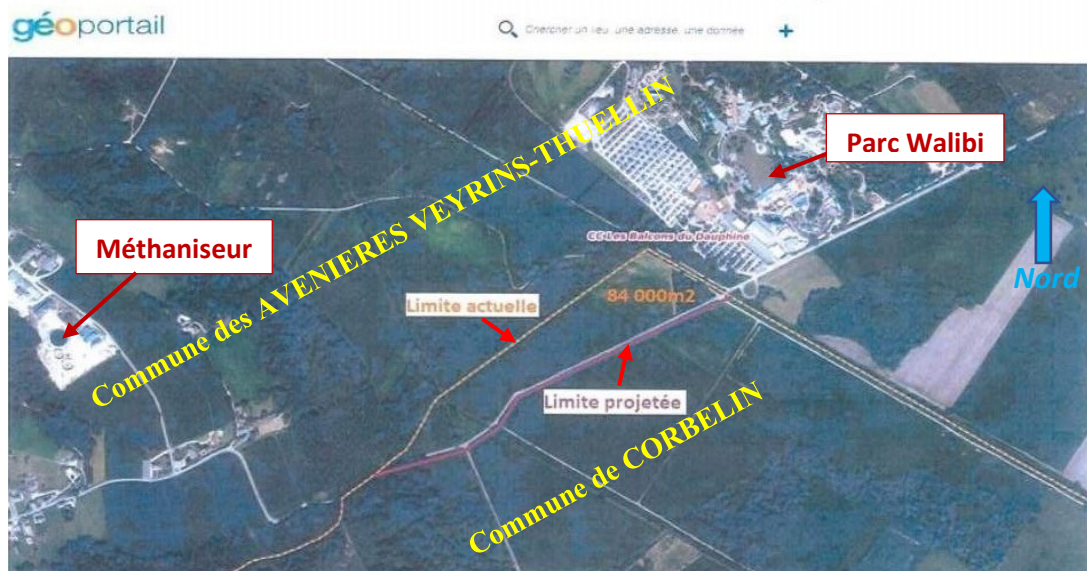 géoportail
Chercher un lieu, une adresse, une donnée
+
Parc Walibi
Commune des AVENIERES VEYRINS-THUELLIN
CC Les Balcons du Dauphine
Méthaniseur
Nord
84 000m2
Limite actuelle
Limite projetée
Commune de CORBELIN